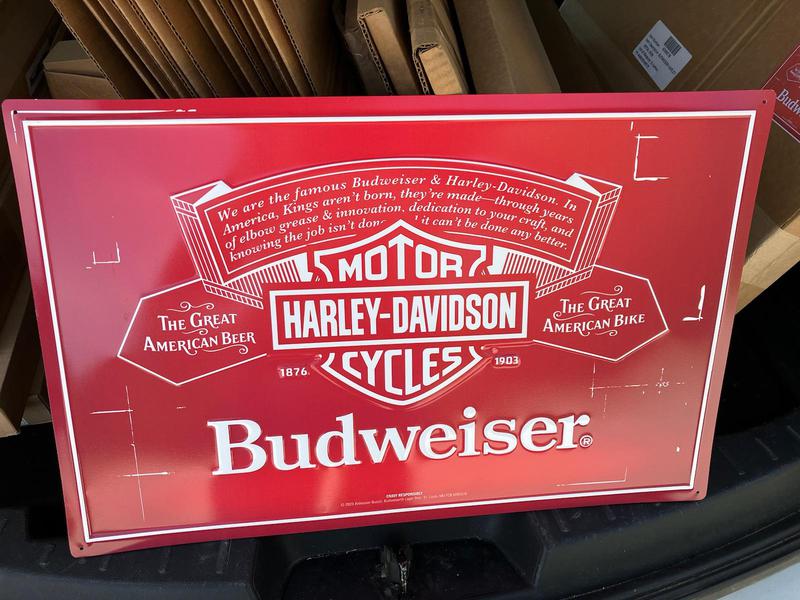 We are the famous Budweiser & Harley-Davidson. In
America, Kings aren't born, they're made—through years
of elbow grease & innovation, dedication to your craft, and
knowing the job isn't done it can't be done any better.
MOTOR
HARLEY-DAVIDSON
CYCLES
THE GREAT
AMERICAN BEER
THE GREAT
AMERICAN BIKE
1876
1903
Budweiser®
ENJOY RESPONSIBLY
Budw